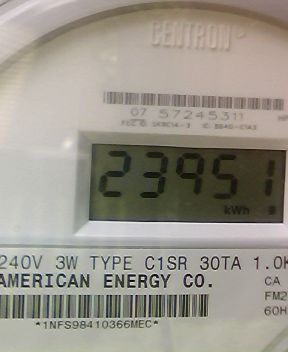 CENTRON
07 57245311
23951
kWh
240V 3W TYPE C1SR 30TA 1.0K
AMERICAN ENERGY CO.
CA
FM2
60H
*1NFS98410366MEC*